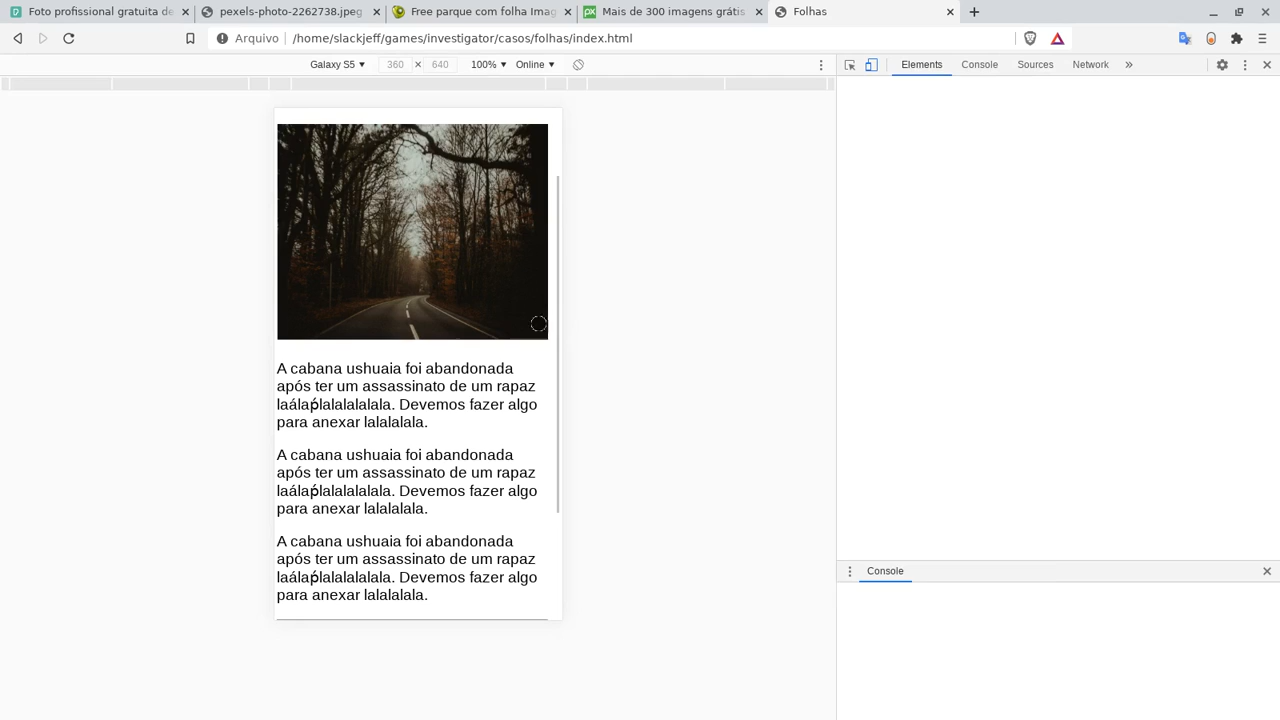 Foto profissional gratuita de
pexels-photo-2262738.jpeg
Free parque com folha Imag
Mais de 300 imagens grátis
Folhas
Arquivo
/home/slackjeff/games/investigator/casos/folhas/index.html
Galaxy S5
360 × 640
100%
Online
Elements
Console
Sources
Network
A cabana ushuaia foi abandonada
após ter um assassinato de um rapaz
laálaṕlalalalalala. Devemos fazer algo
para anexar lalalalala.
A cabana ushuaia foi abandonada
após ter um assassinato de um rapaz
laálaṕlalalalalala. Devemos fazer algo
para anexar lalalalala.
A cabana ushuaia foi abandonada
após ter um assassinato de um rapaz
laálaṕlalalalalala. Devemos fazer algo
para anexar lalalalala.
Console